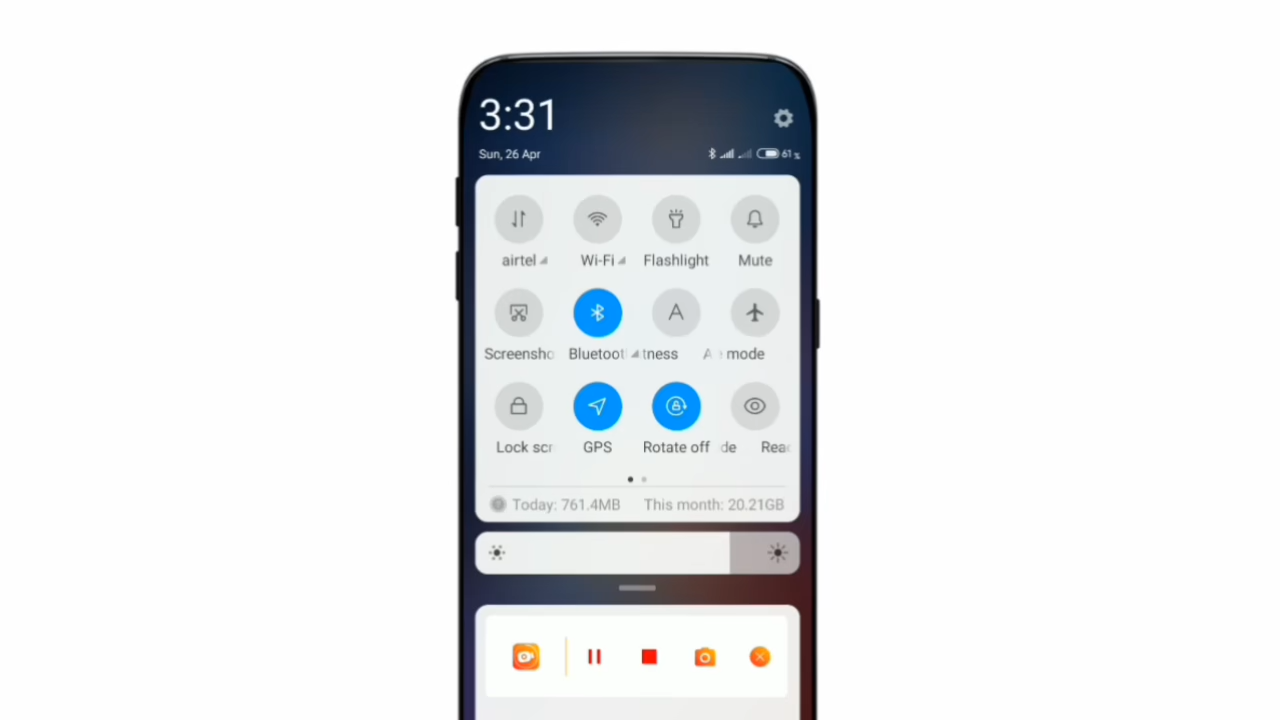 3:31
Sun, 26 Apr
61%
airtel Wi-Fi Flashlight Mute
Screensho Bluetoot tness A mode
Lock scr GPS Rotate off de Rea
Today: 761.4MB This month: 20.21GB